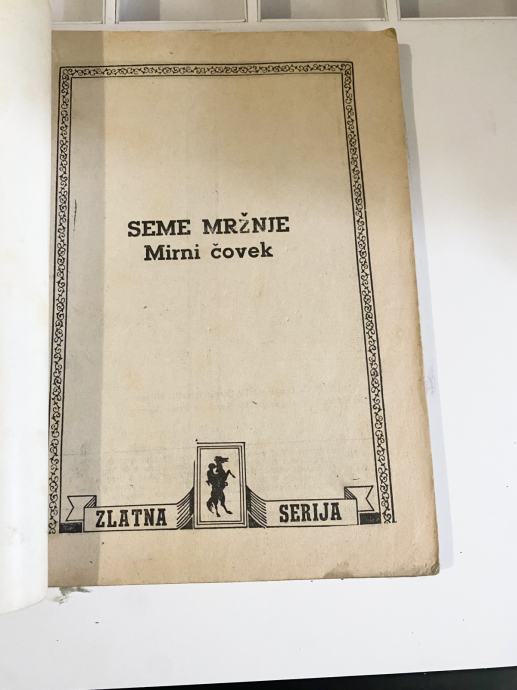 SEME MRŽNJE
Mirni čovek
ZLATNA SERIJA